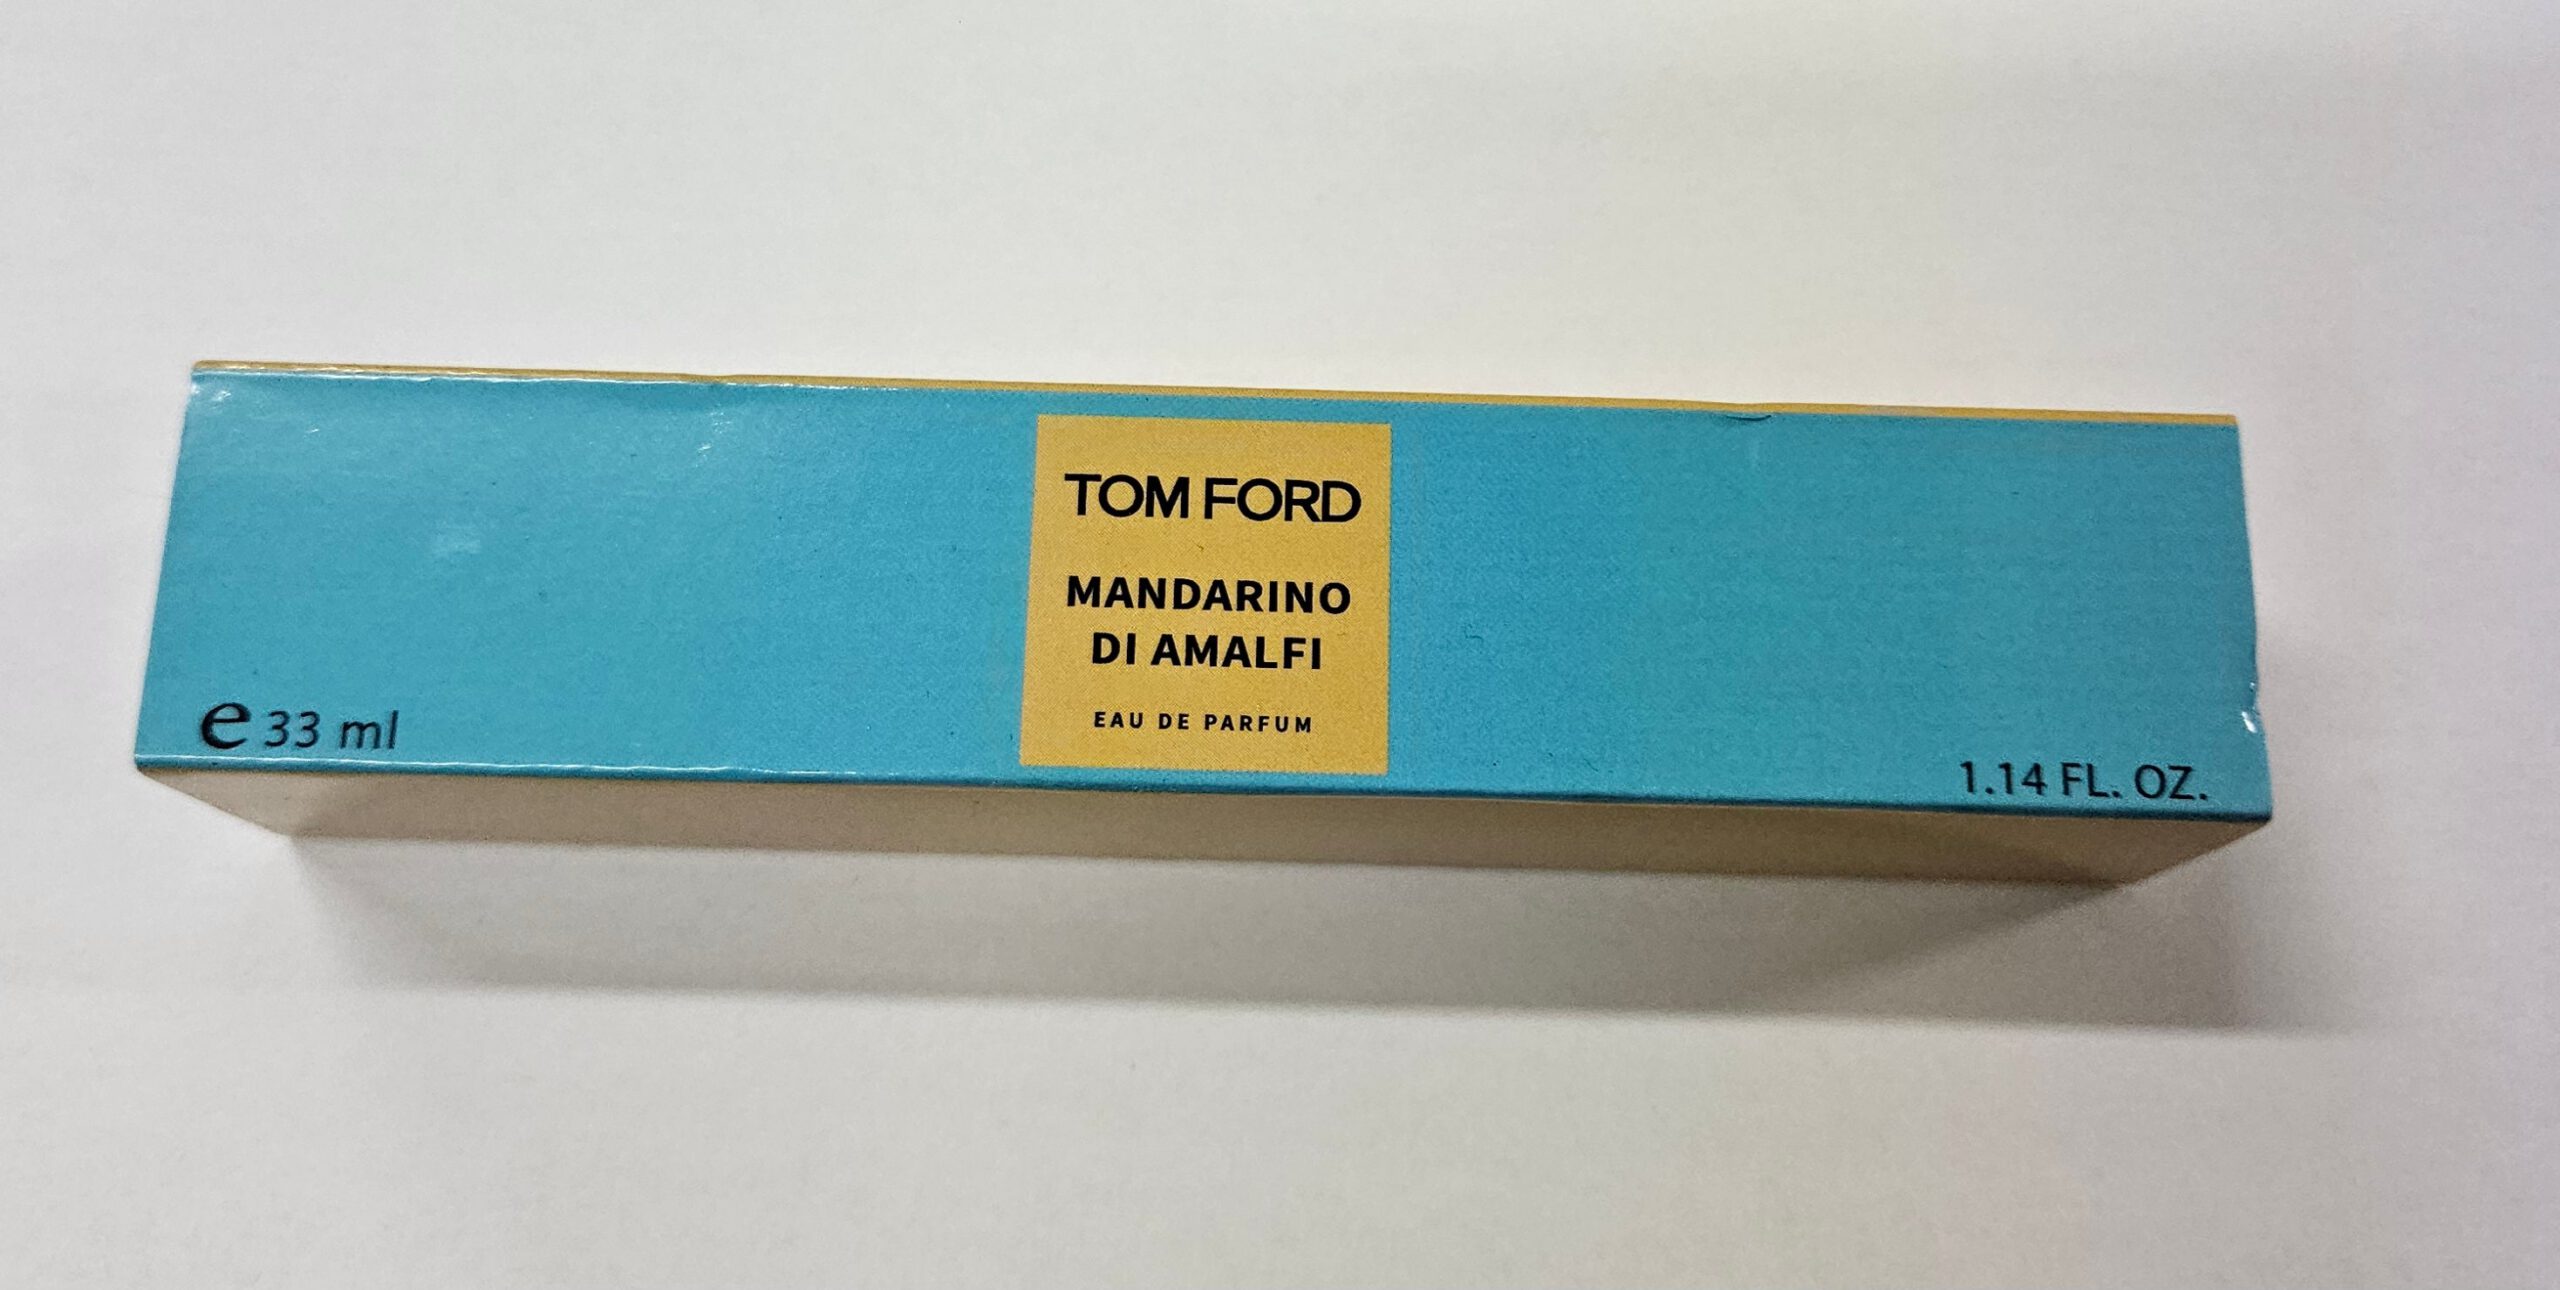 TOM FORD
MANDARINO
DI AMALFI
EAU DE PARFUM
e 33 ml
1.14 FL. OZ.